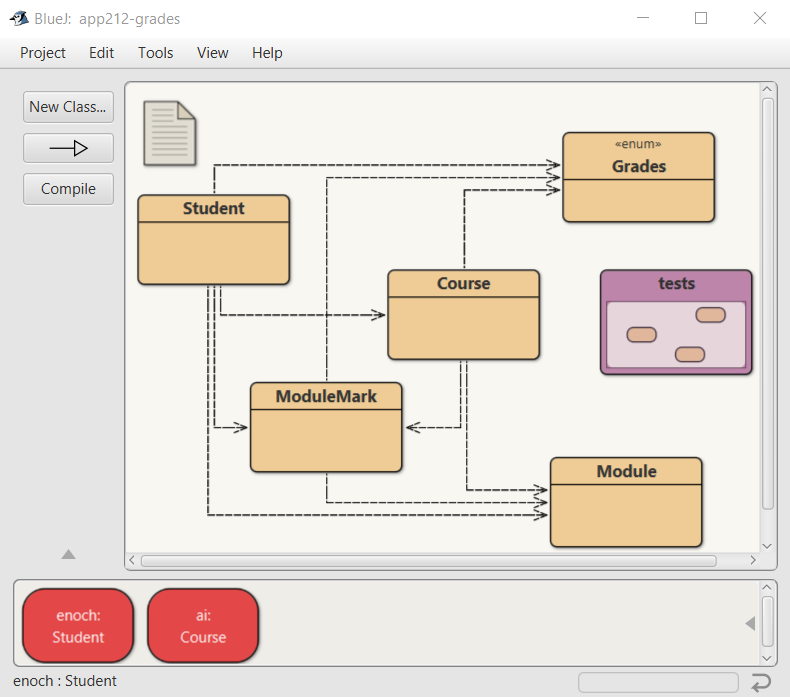 BlueJ: app212-grades
Project Edit Tools View Help
New Class...
Compile
«enum»
Grades
Student
Course
tests
ModuleMark
Module
enoch:
Student
ai:
Course
enoch : Student